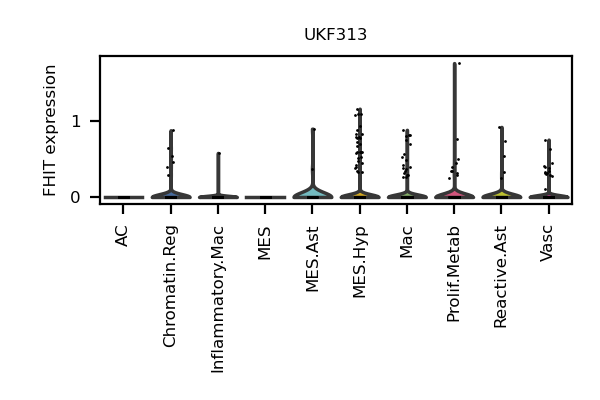 UKF313
FHIT expression
1
0
AC
Chromatin.Reg
Inflammatory.Mac
MES
MES.Ast
MES.Hyp
Mac
Prolif.Metab
Reactive.Ast
Vasc